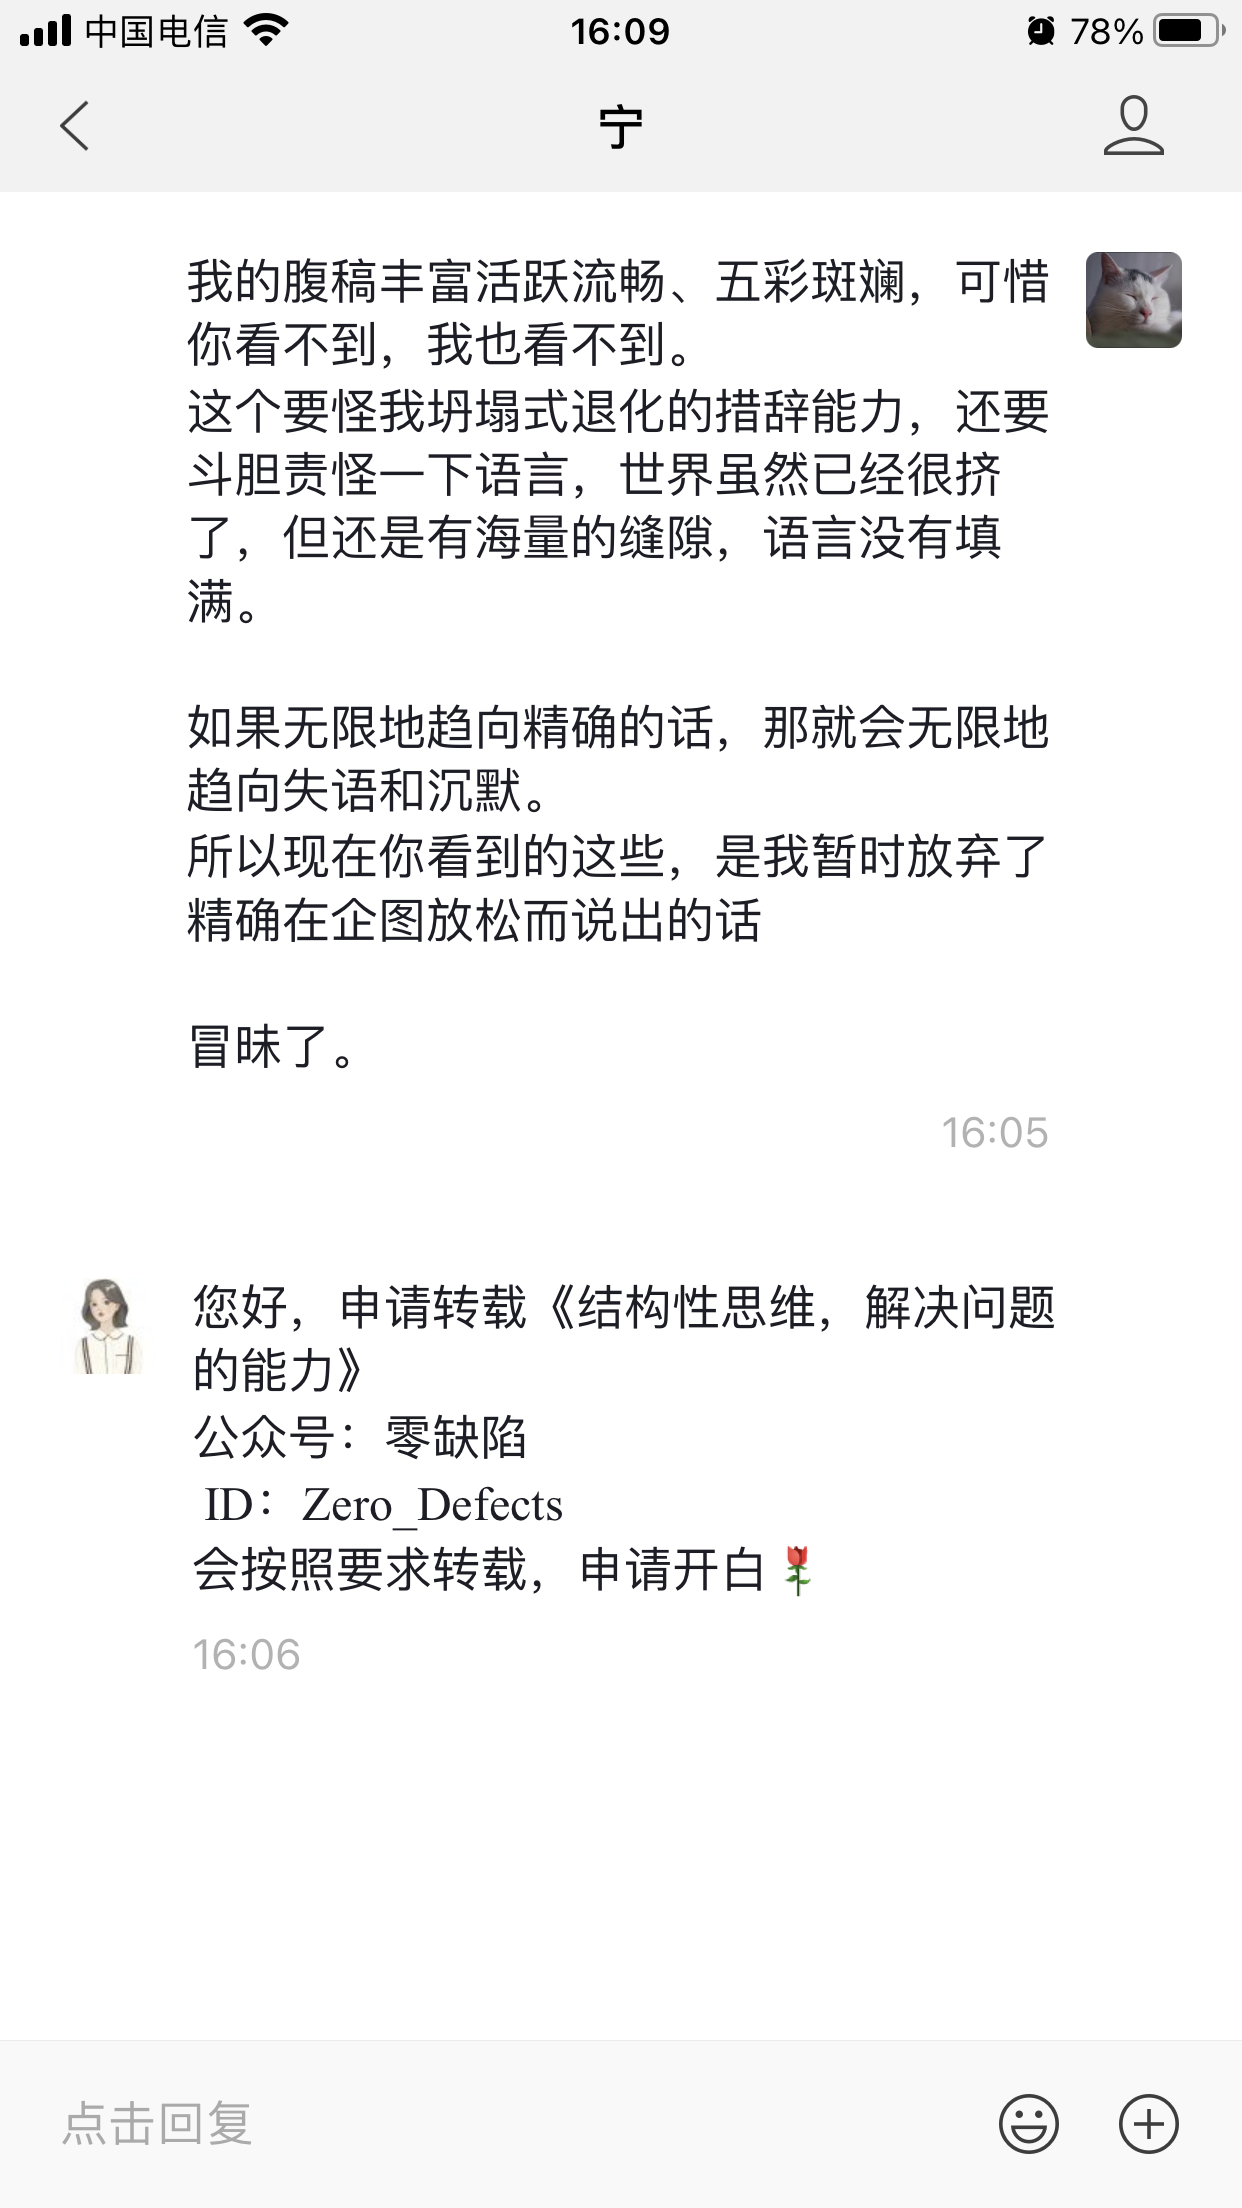 中国电信
16:09
78%
宁
我的腹稿丰富活跃流畅、五彩斑斓，可惜
你看不到，我也看不到。
这个要怪我坍塌式退化的措辞能力，还要
斗胆责怪一下语言，世界虽然已经很挤
了，但还是有海量的缝隙，语言没有填
满。
如果无限地趋向精确的话，那就会无限地
趋向失语和沉默。
所以现在你看到的这些，是我暂时放弃了
精确在企图放松而说出的话
冒昧了。
16:05
您好，申请转载《结构性思维，解决问题
的能力》
公众号：零缺陷
ID：Zero_Defects
会按照要求转载，申请开白🌹
16:06
点击回复